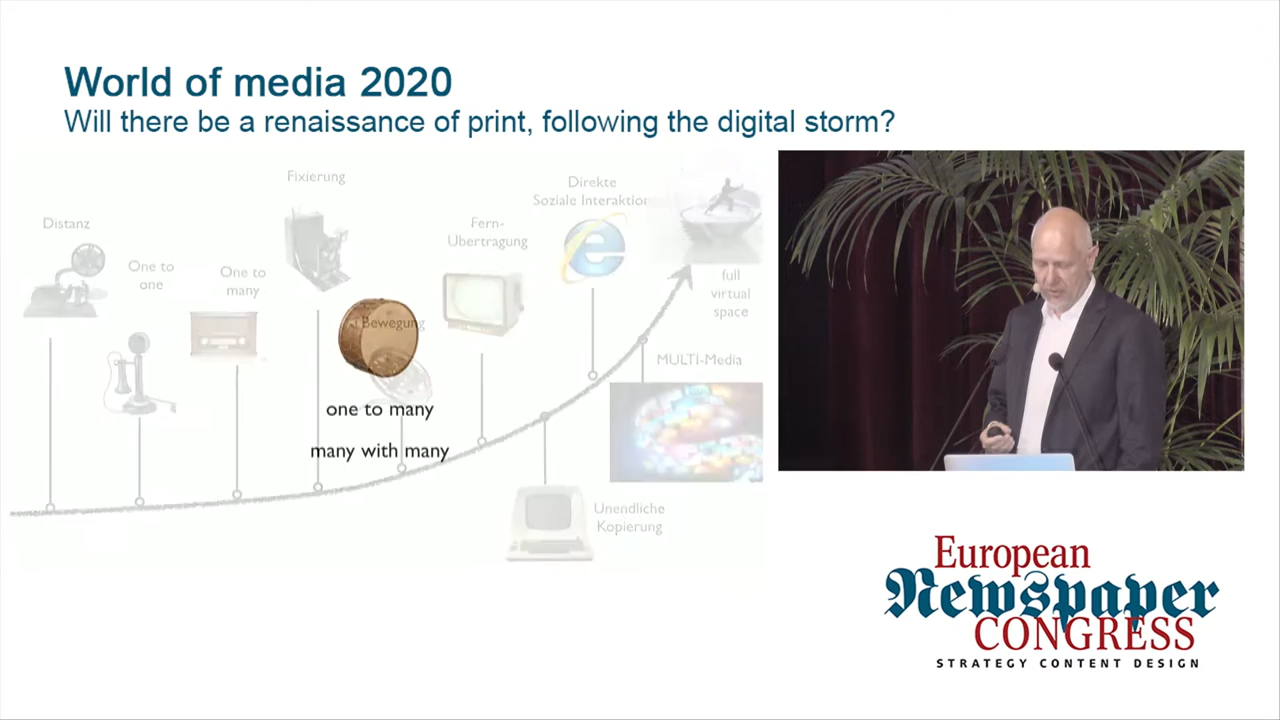 World of media 2020
Will there be a renaissance of print, following the digital storm?
Fixierung
Direkte
Soziale Interaktion
Distanz
Fern-
Ubertragung
One to
one
One to
many
full
virtual
space
Bewegung
MULTI-Media
one to many
many with many
Unendliche
Kopierung
European
Newspaper
CONGRESS
STRATEGY CONTENT DESIGN